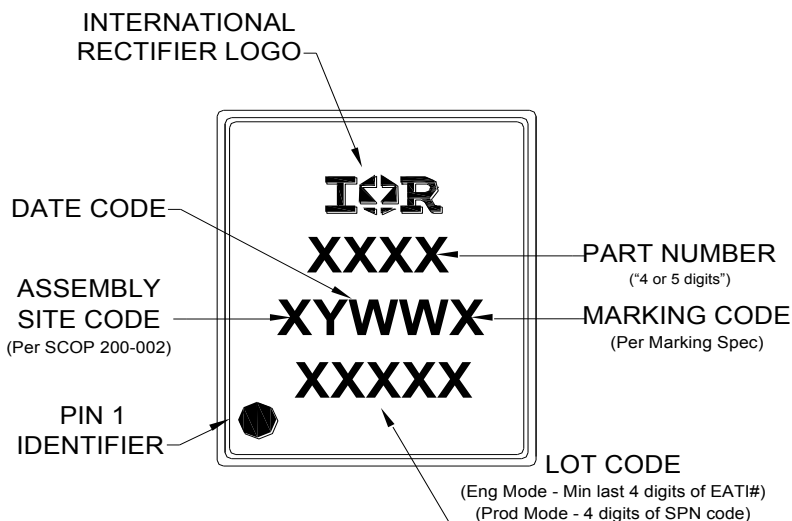 INTERNATIONAL
RECTIFIER LOGO
IOR
DATE CODE
XXXX
PART NUMBER
(“4 or 5 digits”)
ASSEMBLY
SITE CODE
(Per SCOP 200-002)
XYWWX
MARKING CODE
(Per Marking Spec)
XXXXX
PIN 1
IDENTIFIER
LOT CODE
(Eng Mode - Min last 4 digits of EATI#)
(Prod Mode - 4 digits of SPN code)